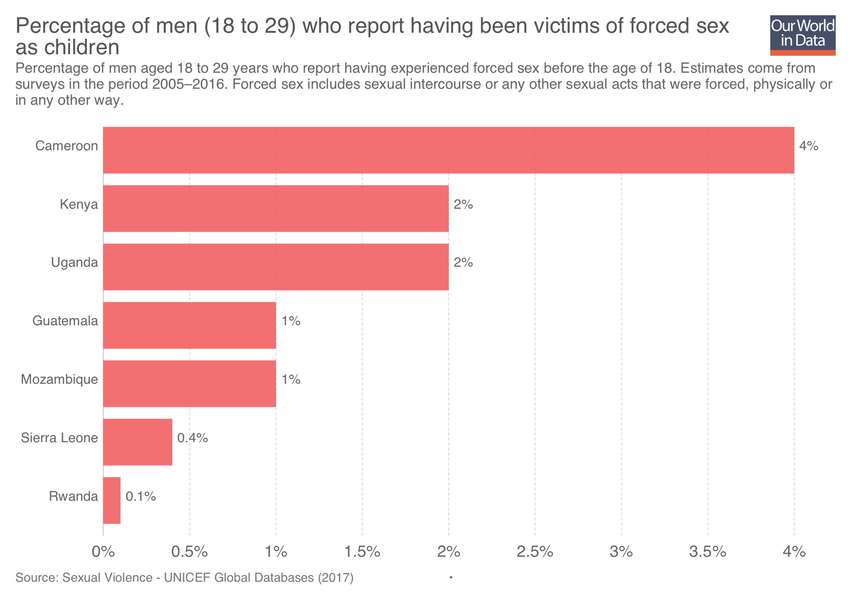 Percentage of men (18 to 29) who report having been victims of forced sex
as children
Our World
in Data
Percentage of men aged 18 to 29 years who report having experienced forced sex before the age of 18. Estimates come from
surveys in the period 2005–2016. Forced sex includes sexual intercourse or any other sexual acts that were forced, physically or
in any other way.
Cameroon 4%
Kenya 2%
Uganda 2%
Guatemala 1%
Mozambique 1%
Sierra Leone 0.4%
Rwanda 0.1%
0% 0.5% 1% 1.5% 2% 2.5% 3% 3.5% 4%
Source: Sexual Violence - UNICEF Global Databases (2017) •